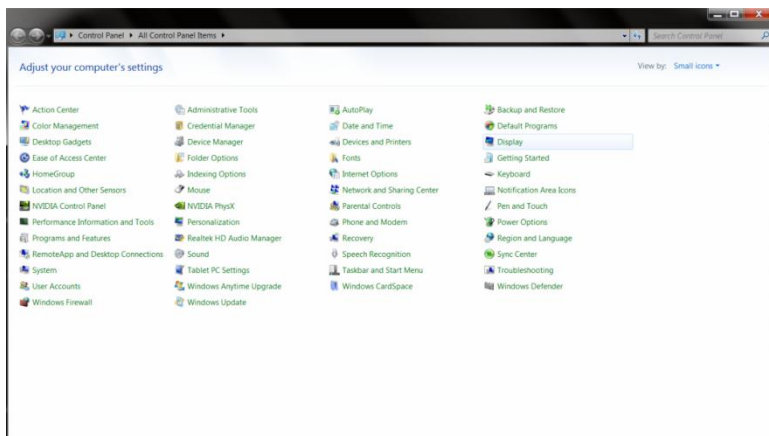 Control Panel All Control Panel Items
Search Control Panel
Adjust your computer's settings
View by: Small icons
Action Center Administrative Tools AutoPlay Backup and Restore
Color Management Credential Manager Date and Time Default Programs
Desktop Gadgets Device Manager Devices and Printers Display
Ease of Access Center Folder Options Fonts Getting Started
HomeGroup Indexing Options Internet Options Keyboard
Location and Other Sensors Mouse Network and Sharing Center Notification Area Icons
NVIDIA Control Panel NVIDIA PhysX Parental Controls Pen and Touch
Performance Information and Tools Personalization Phone and Modem Power Options
Programs and Features Realtek HD Audio Manager Recovery Region and Language
RemoteApp and Desktop Connections Sound Speech Recognition Sync Center
System Tablet PC Settings Taskbar and Start Menu Troubleshooting
User Accounts Windows Anytime Upgrade Windows CardSpace Windows Defender
Windows Firewall Windows Update